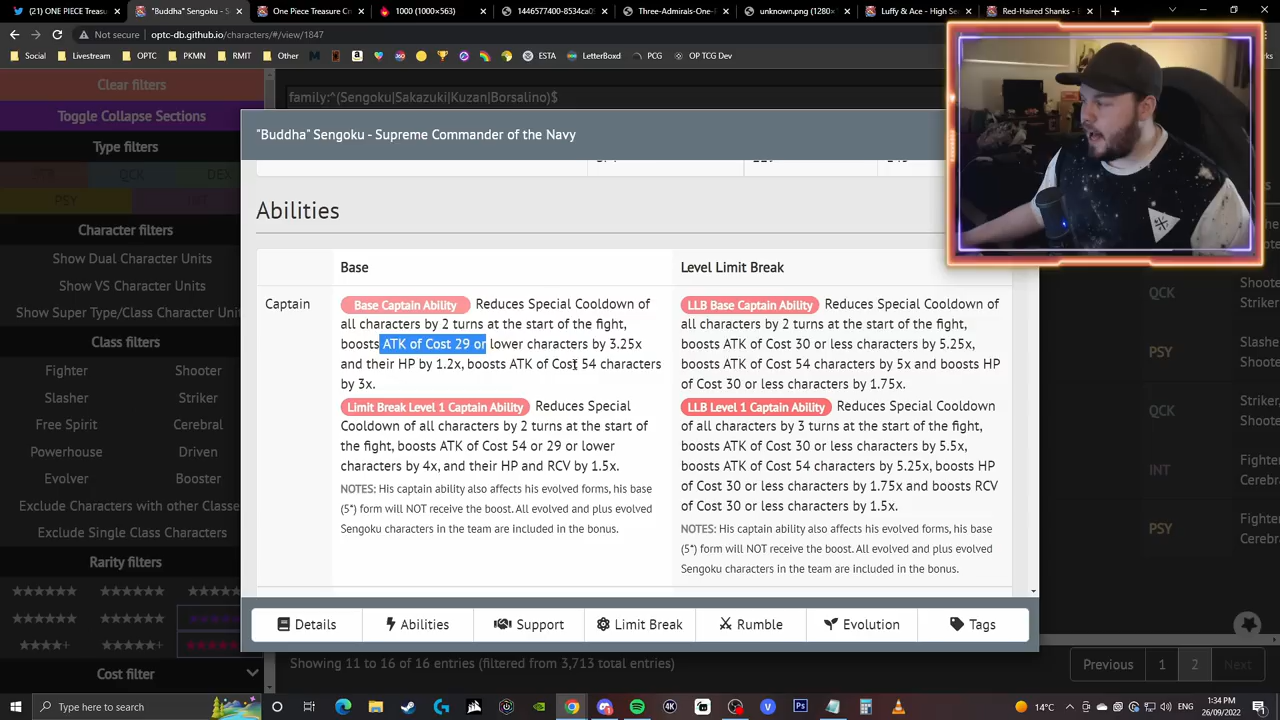 "Buddha" Sengoku -
One Piece Treasure Cr
1000 (1000×563)
1446577400-8534ca05
Three-Admirals-One-F
unknown.png (1280×
Luffy & Ace - High Se
Red-Haired Shanks -
Not secure
optc-db.github.io/characters/#/view/1847
Social
Livestream
OPTC
PKMN
RMIT
Other
ESTA
LetterBoxd
PCG
OP TCG Dev
Clear filters
family:^(Sengoku|Sakazuki|Kuzan|Borsalino)$
Toggle Collapse Sections
"Buddha" Sengoku - Supreme Commander of the Navy
Type filters
STR
QCK
DEX
PSY
INT
Character filters
Show Dual Character Units
Show VS Character Units
Show Super Type/Class Character Unit
Class filters
Fighter
Shooter
Slasher
Striker
Free Spirit
Cerebral
Powerhouse
Driven
Evolver
Booster
Exclude Characters with other Classe
Exclude Single Class Characters
Rarity filters
Cost filter
Abilities
Base
Level Limit Break
Captain
Base Captain Ability Reduces Special Cooldown of
all characters by 2 turns at the start of the fight,
boosts ATK of Cost 29 or lower characters by 3.25x
and their HP by 1.2x, boosts ATK of Cost 54 characters
by 3x.
Limit Break Level 1 Captain Ability Reduces Special
Cooldown of all characters by 2 turns at the start of
the fight, boosts ATK of Cost 54 or 29 or lower
characters by 4x, and their HP and RCV by 1.5x.
NOTES: His captain ability also affects his evolved forms, his base
(5*) form will NOT receive the boost. All evolved and plus evolved
Sengoku characters in the team are included in the bonus.
LLB Base Captain Ability Reduces Special Cooldown of
all characters by 2 turns at the start of the fight,
boosts ATK of Cost 30 or less characters by 5.25x,
boosts ATK of Cost 54 characters by 5x and boosts HP
of Cost 30 or less characters by 1.75x.
LLB Level 1 Captain Ability Reduces Special Cooldown
of all characters by 3 turns at the start of the fight,
boosts ATK of Cost 30 or less characters by 5.5x,
boosts ATK of Cost 54 characters by 5.25x, boosts HP
of Cost 30 or less characters by 1.75x and boosts RCV
of Cost 30 or less characters by 1.5x.
NOTES: His captain ability also affects his evolved forms, his base
(5*) form will NOT receive the boost. All evolved and plus evolved
Sengoku characters in the team are included in the bonus.
QCK
Shooter
Striker
PSY
Slashe
Striker
QCK
Striker,
INT
Fighter
Cerebra
PSY
Fighter
Cerebra
Details
Abilities
Support
Limit Break
Rumble
Evolution
Tags
Showing 11 to 16 of 16 entries (filtered from 3,713 total entries)
Previous
1
2
Next
Type here to search
14°C
ENG
1:34 PM
26/09/2022